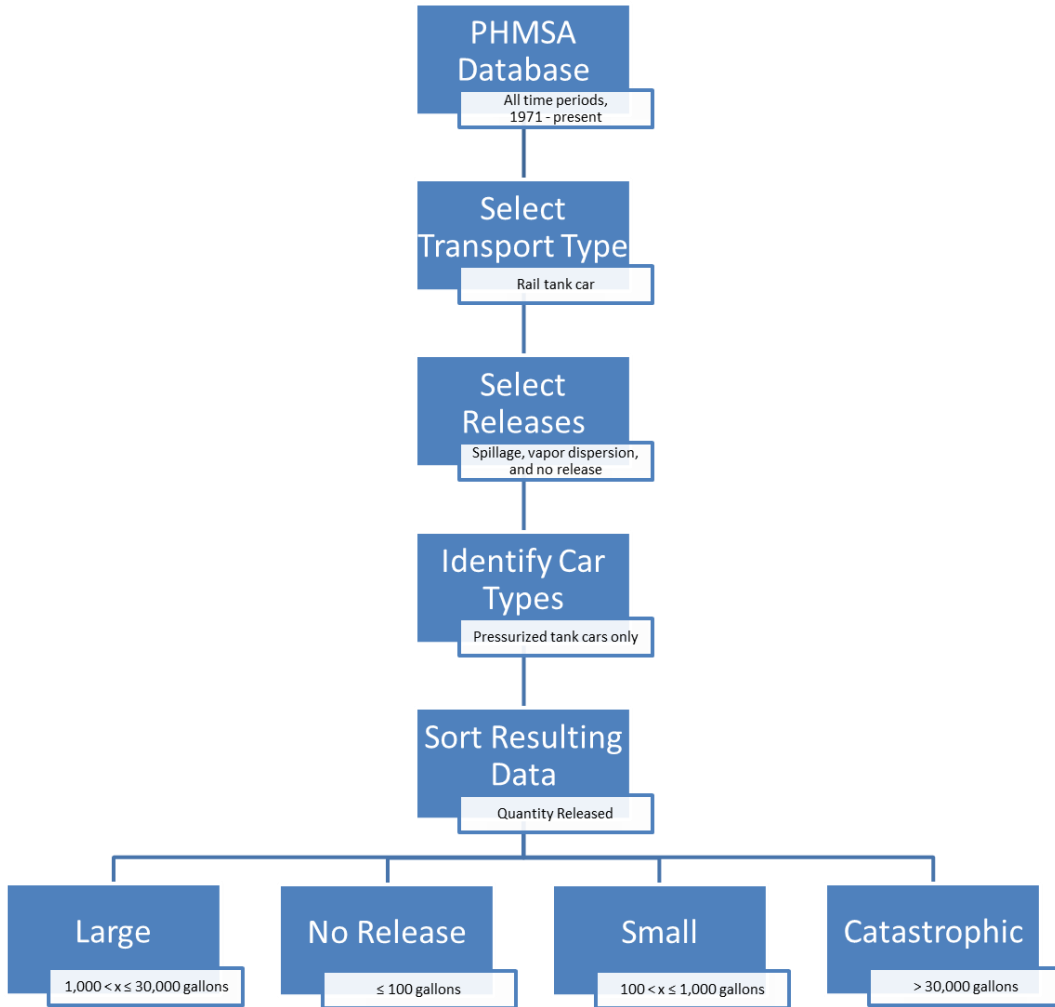 PHMSA
Database
All time periods,
1971 - present
Select
Transport Type
Rail tank car
Select
Releases
Spillage, vapor dispersion,
and no release
Identify Car
Types
Pressurized tank cars only
Sort Resulting
Data
Quantity Released
Large
1,000 < x ≤ 30,000 gallons
No Release
≤ 100 gallons
Small
100 < x ≤ 1,000 gallons
Catastrophic
> 30,000 gallons